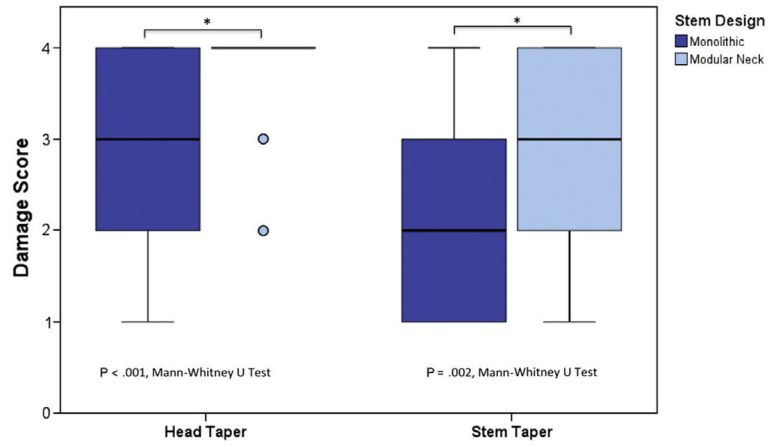 Stem Design
Monolithic
Modular Neck
* *
4
3
2
1
0
Damage Score
P < .001, Mann-Whitney U Test
P = .002, Mann-Whitney U Test
Head Taper
Stem Taper